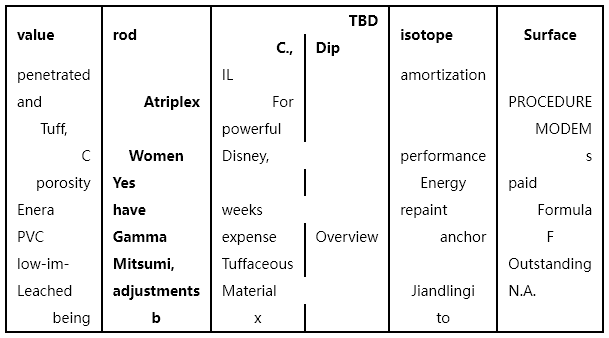 TBD
value rod C., Dip isotope Surface
penetrated IL amortization
and Atriplex For PROCEDURE
Tuff, powerful MODEM
C Women Disney, performance s
porosity Yes Energy paid
Enera have weeks repaint Formula
PVC Gamma expense Overview anchor F
low-im- Mitsumi, Tuffaceous Outstanding
Leached adjustments Material Jiandlingi N.A.
being b x to